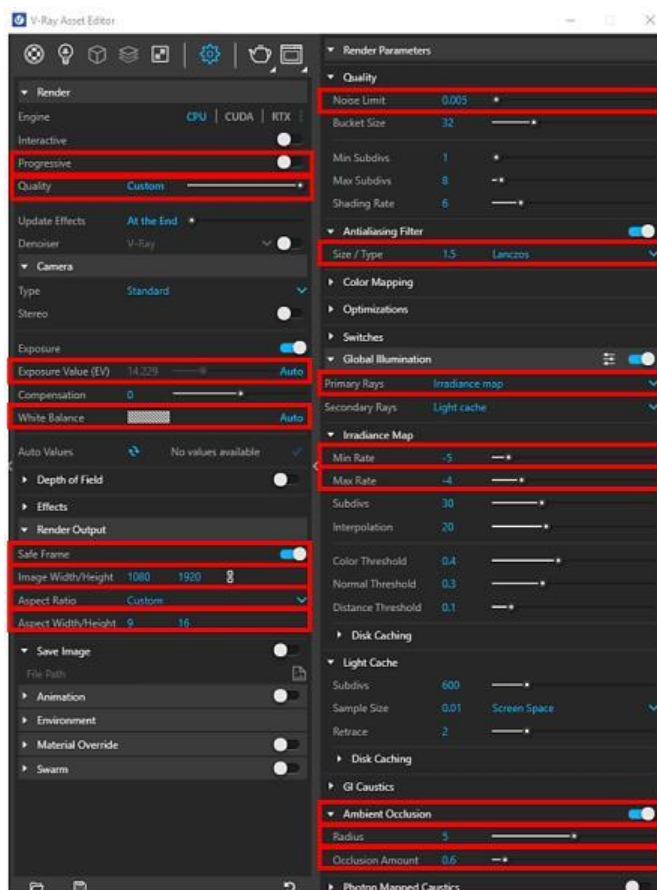 V-Ray Asset Editor
Render
Engine CPU | CUDA | RTX
Interactive
Progressive
Quality Custom
Update Effects At the End
Denoiser V-Ray
Camera
Type Standard
Stereo
Exposure
Exposure Value (EV) 14.229 Auto
Compensation 0
White Balance Auto
Auto Values No values available
Depth of Field
Effects
Render Output
Safe Frame
Image Width/Height 1080 1920
Aspect Ratio Custom
Aspect Width/Height 9 16
Save Image
File Path
Animation
Environment
Material Override
Swarm
Render Parameters
Quality
Noise Limit 0.005
Bucket Size 32
Min Subdivs 1
Max Subdivs 8
Shading Rate 6
Antialiasing Filter
Size / Type 1.5 Lanczos
Color Mapping
Optimizations
Switches
Global Illumination
Primary Rays Irradiance map
Secondary Rays Light cache
Irradiance Map
Min Rate -5
Max Rate -4
Subdivs 30
Interpolation 20
Color Threshold 0.4
Normal Threshold 0.3
Distance Threshold 0.1
Disk Caching
Light Cache
Subdivs 600
Sample Size 0.01 Screen Space
Retrace 2
Disk Caching
GI Caustics
Ambient Occlusion
Radius 5
Occlusion Amount 0.6
Photon Mapped Caustics